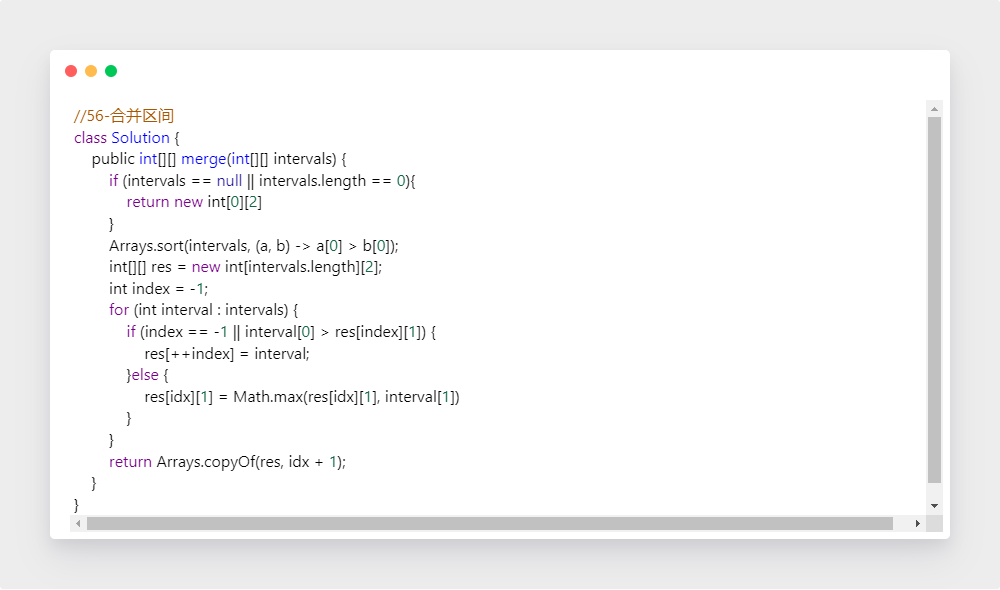 //56-合并区间
class Solution {
    public int[][] merge(int[][] intervals) {
        if (intervals == null || intervals.length == 0){
            return new int[0][2]
        }
        Arrays.sort(intervals, (a, b) -> a[0] > b[0]);
        int[][] res = new int[intervals.length][2];
        int index = -1;
        for (int interval : intervals) {
            if (index == -1 || interval[0] > res[index][1]) {
                res[++index] = interval;
            }else {
                res[idx][1] = Math.max(res[idx][1], interval[1])
            }
        }
        return Arrays.copyOf(res, idx + 1);
    }
}